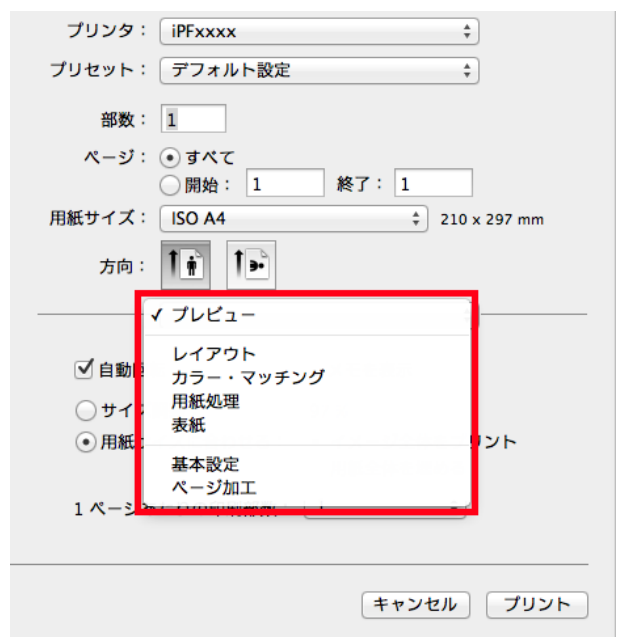 プリンタ： iPFxxxx
プリセット： デフォルト設定
部数： 1
ページ： すべて
開始： 1 終了： 1
用紙サイズ： ISO A4 210 x 297 mm
方向：
✓ プレビュー
レイアウト
自動
カラー・マッチング
用紙処理
サイ
表紙
用紙 リント
基本設定
ページ加工
1 ページ
キャンセル プリント